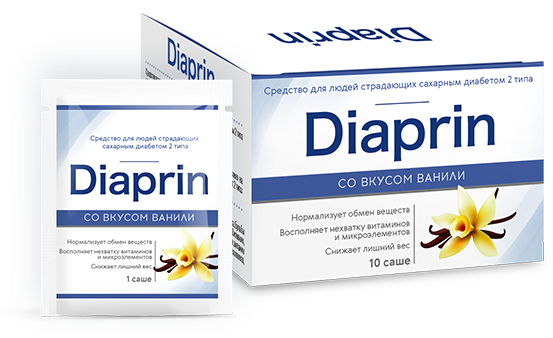 Diaprin
Diaprin
Средство для людей страдающих сахарным диабетом 2 типа
Diaprin
СО ВКУСОМ ВАНИЛИ
Нормализует обмен веществ
Восполняет нехватку витаминов
и микроэлементов
Снижает лишний вес
10 саше
Средство для людей страдающих
сахарным диабетом 2 типа
Diaprin
СО ВКУСОМ ВАНИЛИ
Нормализует обмен веществ
Восполняет нехватку витаминов
и микроэлементов
Снижает лишний вес
1 саше